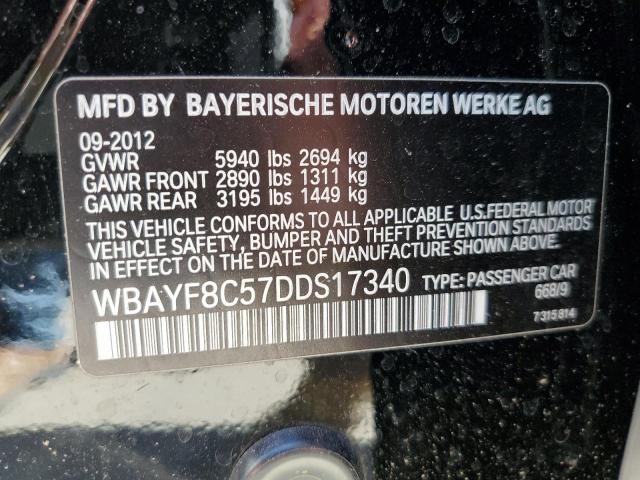 MFD BY BAYERISCHE MOTOREN WERKE AG
09-2012
GVWR 5940 lbs 2694 kg
GAWR FRONT 2890 lbs 1311 kg
GAWR REAR 3195 lbs 1449 kg
THIS VEHICLE CONFORMS TO ALL APPLICABLE U.S.FEDERAL MOTOR
VEHICLE SAFETY, BUMPER AND THEFT PREVENTION STANDARDS
IN EFFECT ON THE DATE OF MANUFACTURE SHOWN ABOVE.
WBAYF8C57DDS17340 TYPE: PASSENGER CAR
668/9
7315814